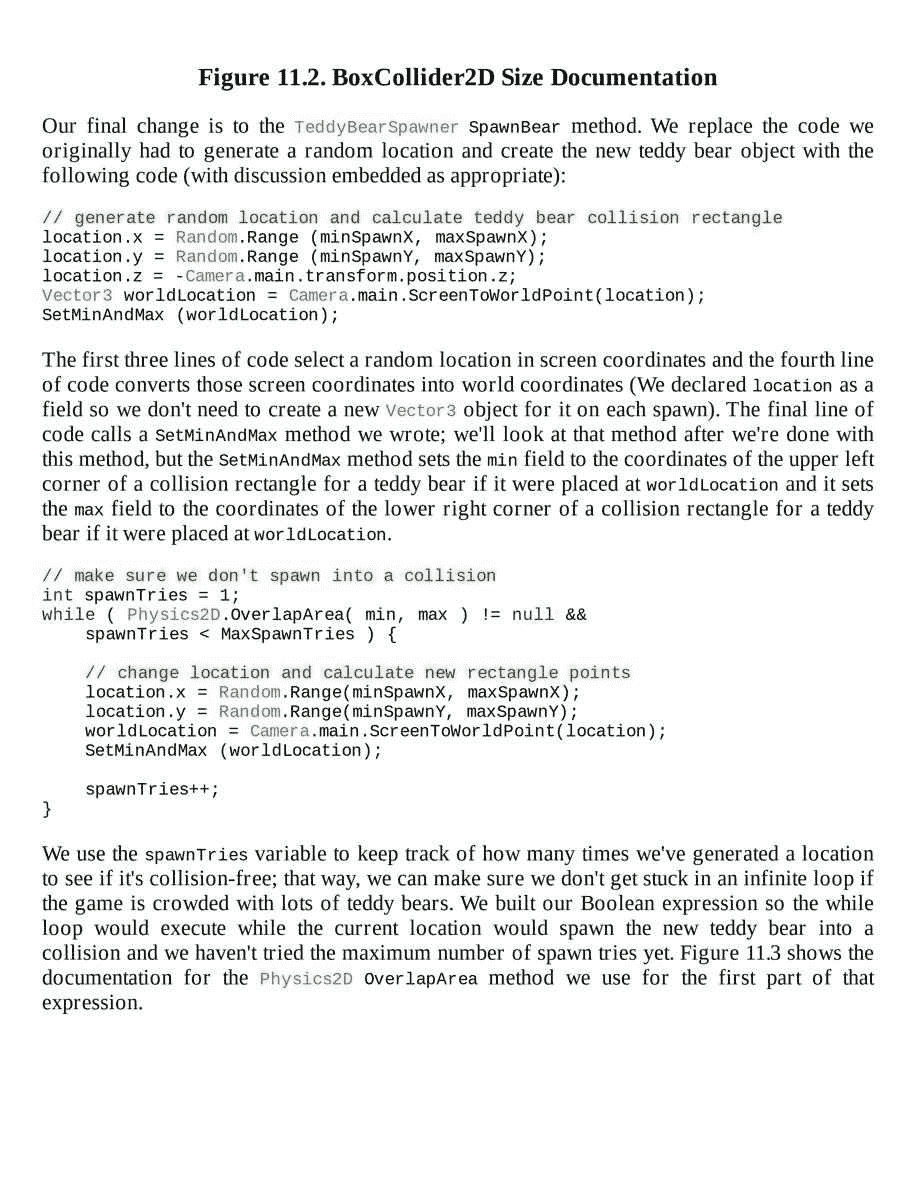 Figure 11.2. BoxCollider2D Size Documentation
Our final change is to the TeddyBearSpawner SpawnBear method. We replace the code we
originally had to generate a random location and create the new teddy bear object with the
following code (with discussion embedded as appropriate):
// generate random location and calculate teddy bear collision rectangle
location.x = Random.Range (minSpawnX, maxSpawnX);
location.y = Random.Range (minSpawnY, maxSpawnY);
location.z = -Camera.main.transform.position.z;
Vector3 worldLocation = Camera.main.ScreenToWorldPoint(location);
SetMinAndMax (worldLocation);
The first three lines of code select a random location in screen coordinates and the fourth line
of code converts those screen coordinates into world coordinates (We declared location as a
field so we don't need to create a new Vector3 object for it on each spawn). The final line of
code calls a SetMinAndMax method we wrote; we'll look at that method after we're done with
this method, but the SetMinAndMax method sets the min field to the coordinates of the upper left
corner of a collision rectangle for a teddy bear if it were placed at worldLocation and it sets
the max field to the coordinates of the lower right corner of a collision rectangle for a teddy
bear if it were placed at worldLocation.
// make sure we don't spawn into a collision
int spawnTries = 1;
while ( Physics2D.OverlapArea( min, max ) != null &&
    spawnTries < MaxSpawnTries ) {
    // change location and calculate new rectangle points
    location.x = Random.Range(minSpawnX, maxSpawnX);
    location.y = Random.Range(minSpawnY, maxSpawnY);
    worldLocation = Camera.main.ScreenToWorldPoint(location);
    SetMinAndMax (worldLocation);
    spawnTries++;
}
We use the spawnTries variable to keep track of how many times we've generated a location
to see if it's collision-free; that way, we can make sure we don't get stuck in an infinite loop if
the game is crowded with lots of teddy bears. We built our Boolean expression so the while
loop would execute while the current location would spawn the new teddy bear into a
collision and we haven't tried the maximum number of spawn tries yet. Figure 11.3 shows the
documentation for the Physics2D OverlapArea method we use for the first part of that
expression.